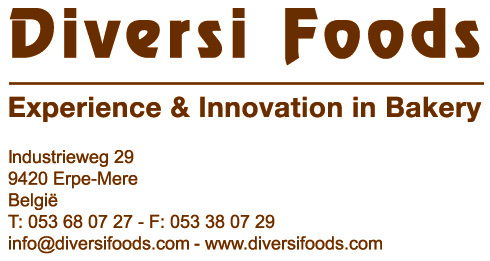 Diversi Foods
Experience & Innovation in Bakery
Industrieweg 29
9420 Erpe-Mere
België
T: 053 68 07 27 - F: 053 38 07 29
info@diversifoods.com - www.diversifoods.com